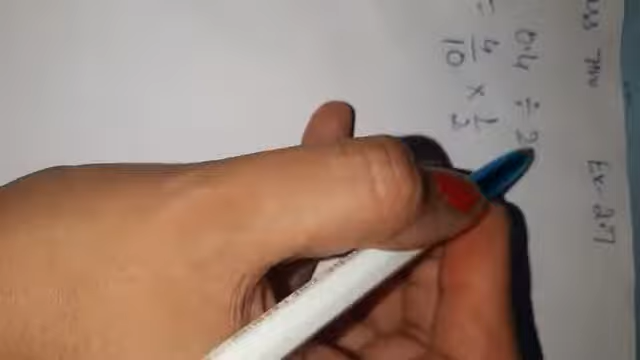 Ex-2.7
0.4 ÷ 2
= 4/10 × 1/2